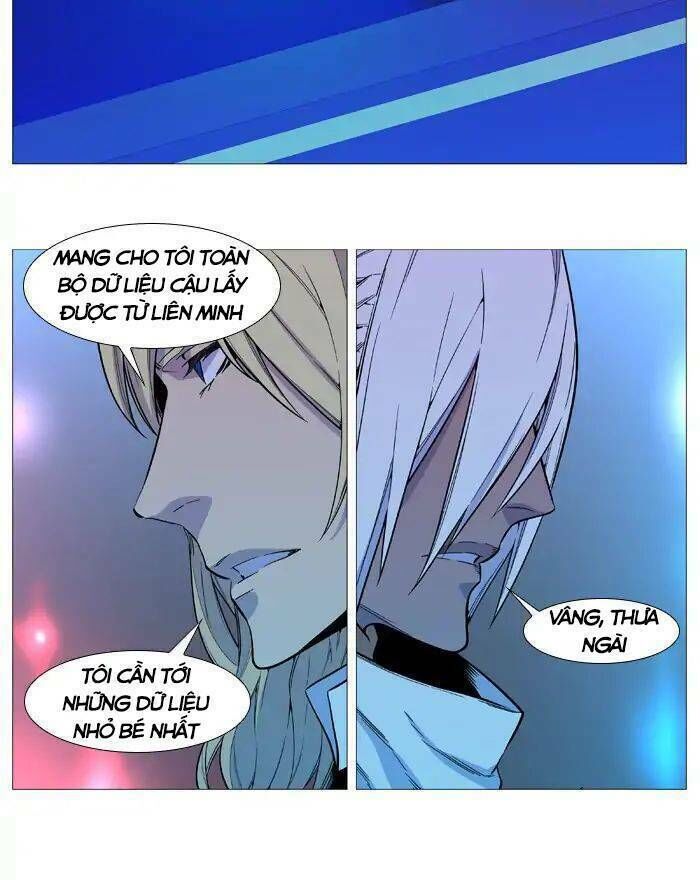 MANG CHO TÔI TOÀN
BỘ DỮ LIỆU CẬU LẤY
ĐƯỢC TỪ LIÊN MINH
TÔI CẦN TỚI
NHỮNG DỮ LIỆU
NHỎ BÉ NHẤT
VÂNG, THƯA
NGÀI